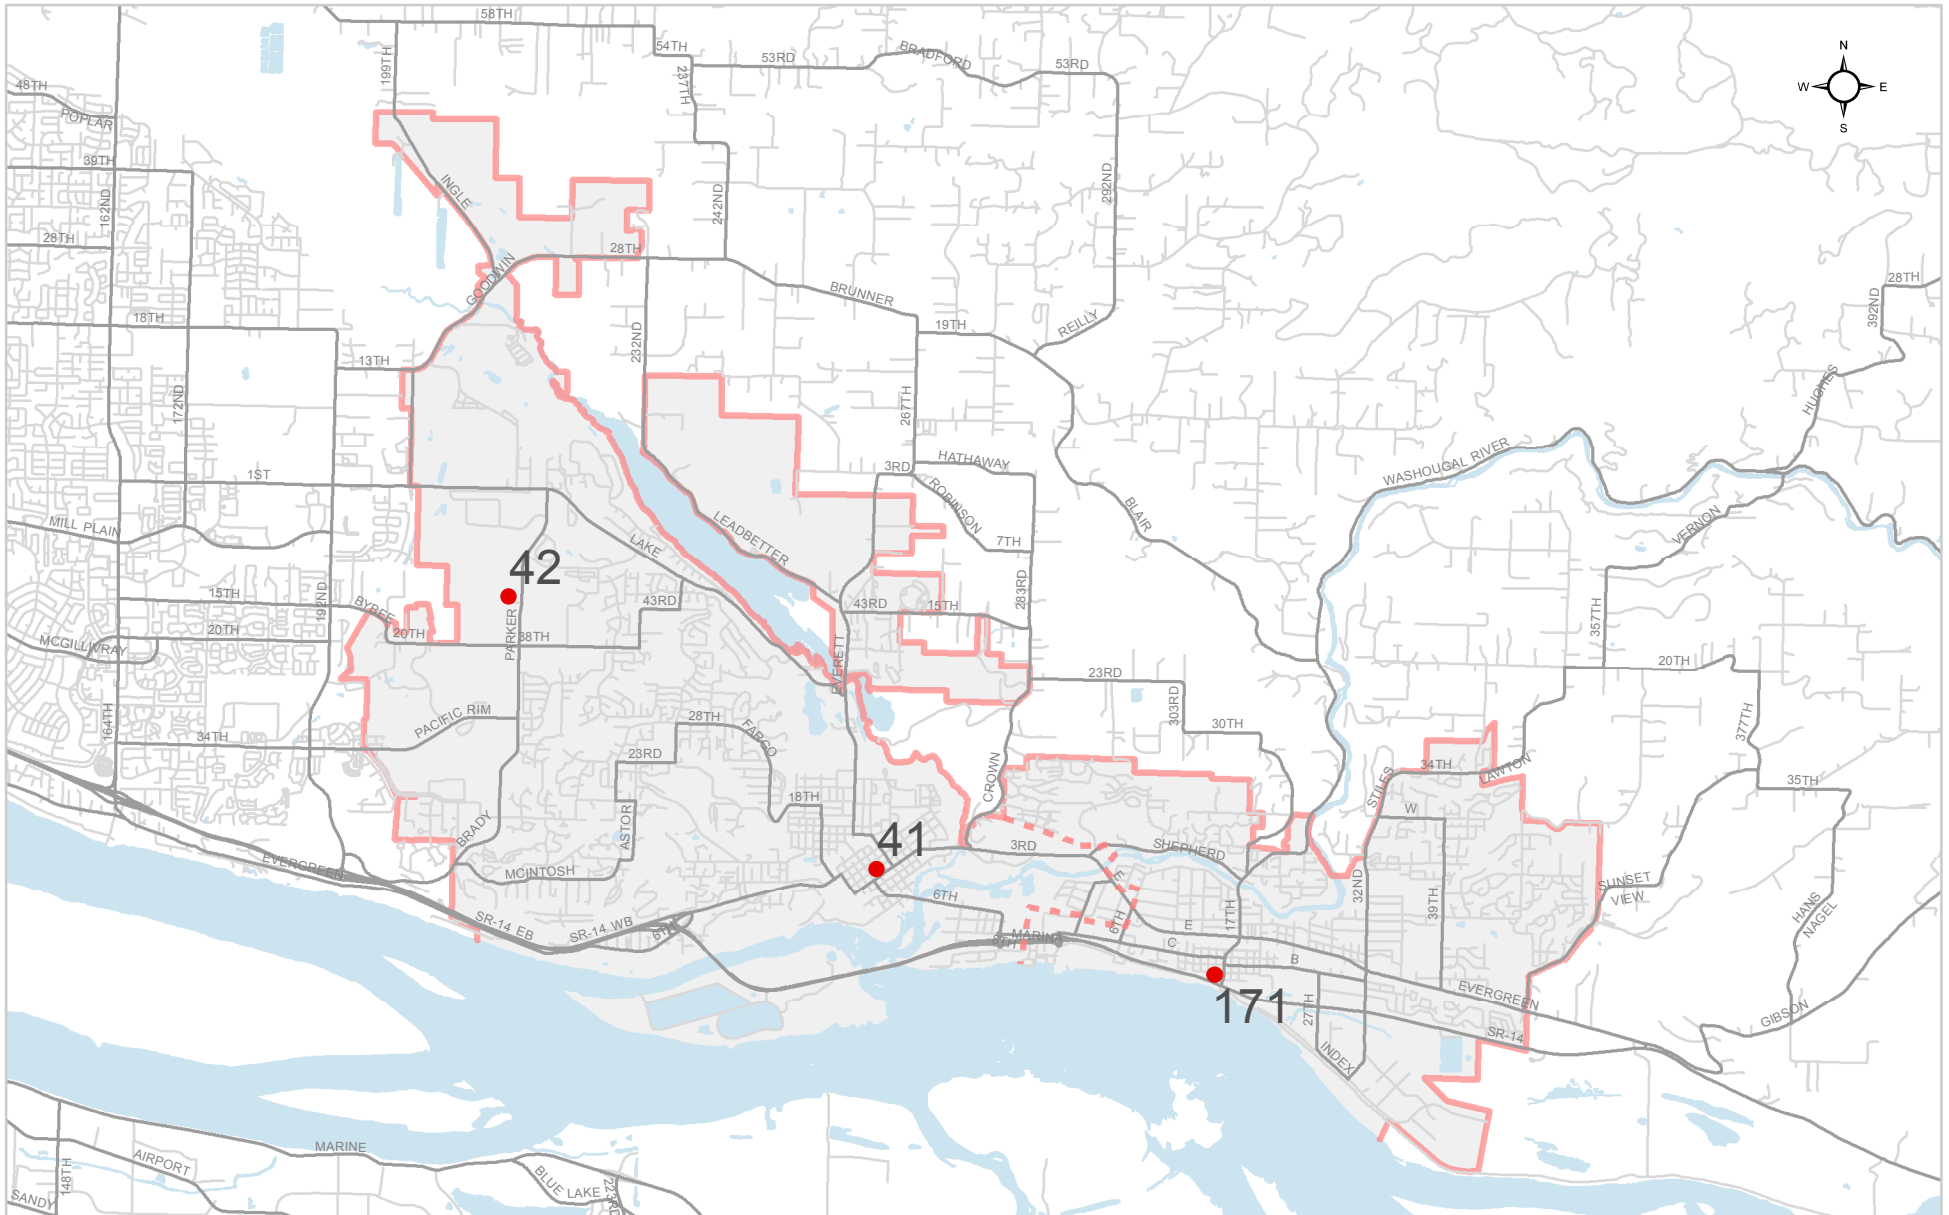 58TH
54TH
53RD
BRADFORD
53RD
N
W
E
S
199TH
237TH
48TH
POPLAR
39TH
162ND
INGLE
242ND
292ND
28TH
28TH
GOODWIN
BRUNNER
28TH
392ND
18TH
19TH
REILLY
13TH
232ND
172ND
267TH
HUGHES
1ST
3RD
HATHAWAY
WASHOUGAL RIVER
ROBINSON
MILL PLAIN
LEADBETTER
LAKE
BLAIR
VERNON
7TH
42
15TH
192ND
BYBEE
43RD
43RD
15TH
283RD
357TH
20TH
20TH
38TH
PARKER
MCGILLIVRAY
EVERETT
20TH
23RD
303RD
164TH
34TH
PACIFIC RIM
28TH
FARGO
30TH
377TH
23RD
CROWN
34TH
LAWTON
35TH
STILES
18TH
W
BRADY
ASTOR
41
3RD
SHEPHERD
EVERGREEN
MCINTOSH
E
6TH
32ND
39TH
SUNSET
VIEW
HANS
NAGEL
SR-14 EB
SR-14 WB
6TH
6TH
17TH
E
MARINA
8TH
C
B
171
27TH
EVERGREEN
SR-14
GIBSON
INDEX
MARINE
AIRPORT
148TH
SANDY
BLUE LAKE
223RD